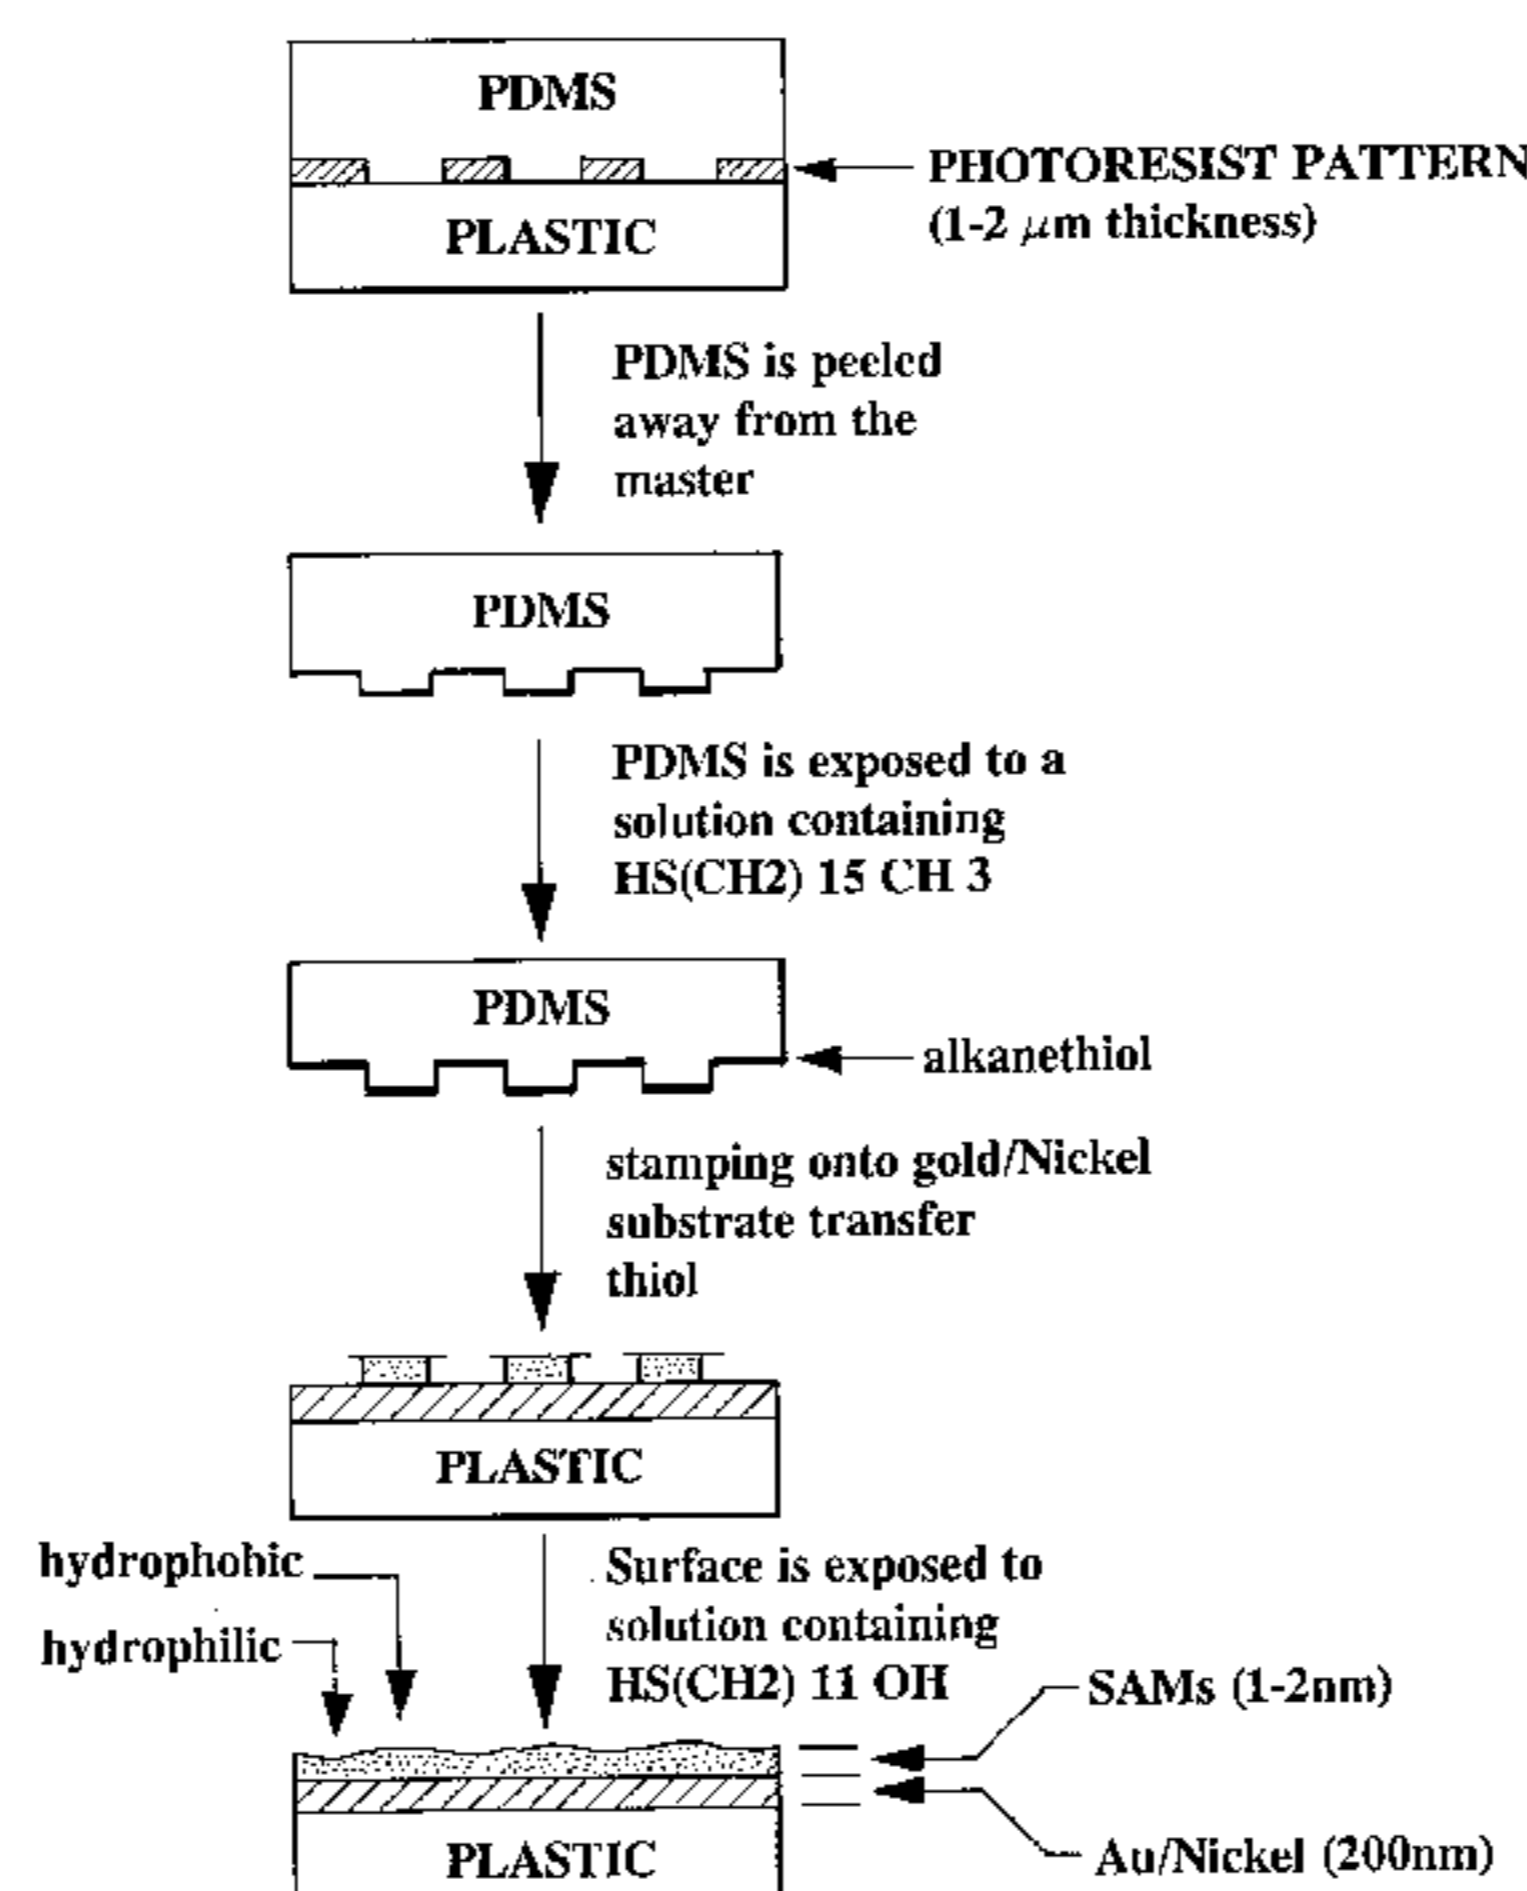 PDMS
PHOTORESIST PATTERN
(1-2 μm thickness)
PLASTIC
PDMS is peeled
away from the
master
PDMS
PDMS is exposed to a
solution containing
HS(CH2) 15 CH 3
PDMS
alkanethiol
stamping onto gold/Nickel
substrate transfer
thiol
PLASTIC
hydrophobic
hydrophilic
Surface is exposed to
solution containing
HS(CH2) 11 OH
SAMs (1-2nm)
PLASTIC
Au/Nickel (200nm)